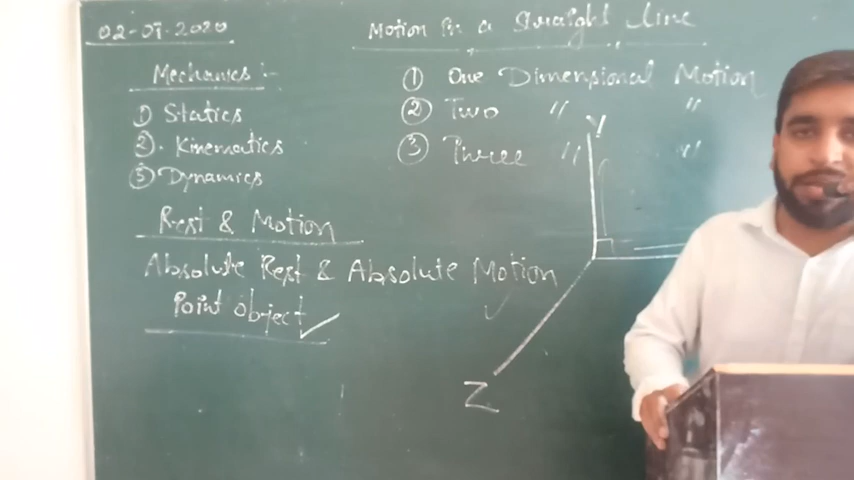 02-07-2020
Motion in a Straight line
Mechanics :-
① Statics
②. Kinematics
③ Dynamics
① One Dimensional Motion
② Two " "
③ Three " "
Rest & Motion
Absolute Rest & Absolute Motion
Point object ✓
Y
Z